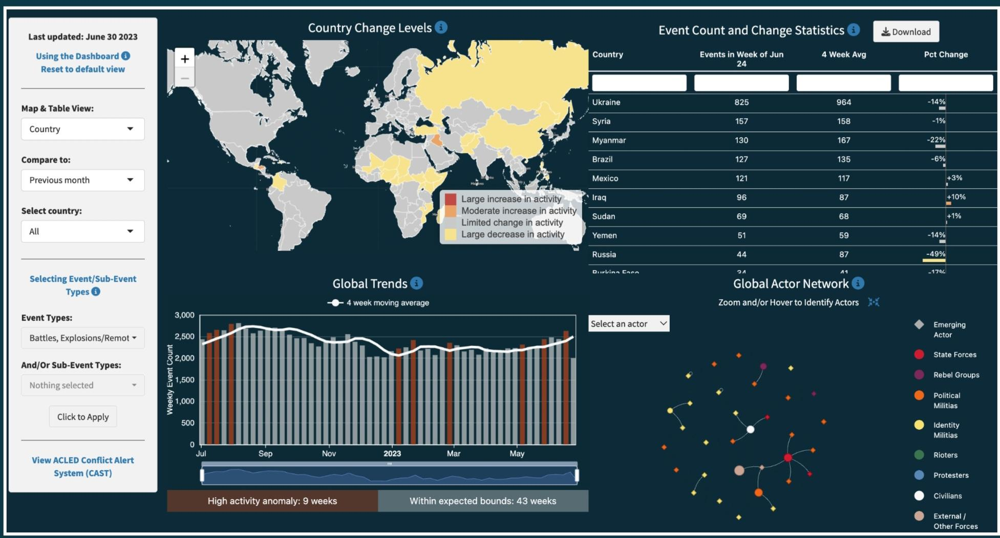 Last updated: June 30 2023
Using the Dashboard
Reset to default view
Map & Table View:
Country
Compare to:
Previous month
Select country:
All
Selecting Event/Sub-Event
Types
Event Types:
Battles, Explosions/Remot
And/Or Sub-Event Types:
Nothing selected
Click to Apply
View ACLED Conflict Alert
System (CAST)
Country Change Levels
+
−
Large increase in activity
Moderate increase in activity
Limited change in activity
Large decrease in activity
Event Count and Change Statistics
Download
Country Events in Week of Jun 4 Week Avg Pct Change
24
Ukraine 825 964 -14%
Syria 157 158 -1%
Myanmar 130 167 -22%
Brazil 127 135 -6%
Mexico 121 117 +3%
Iraq 96 87 +10%
Sudan 69 68 +1%
Yemen 51 59 -14%
Russia 44 87 -49%
Burkina Faso 34 41 -17%
Global Trends
4 week moving average
Weekly Event Count
3,000
2,500
2,000
1,500
1,000
500
0
Jul Sep Nov 2023 Mar May
High activity anomaly: 9 weeks
Within expected bounds: 43 weeks
Global Actor Network
Zoom and/or Hover to Identify Actors
Select an actor
Emerging
Actor
State Forces
Rebel Groups
Political
Militias
Identity
Militias
Rioters
Protesters
Civilians
External /
Other Forces